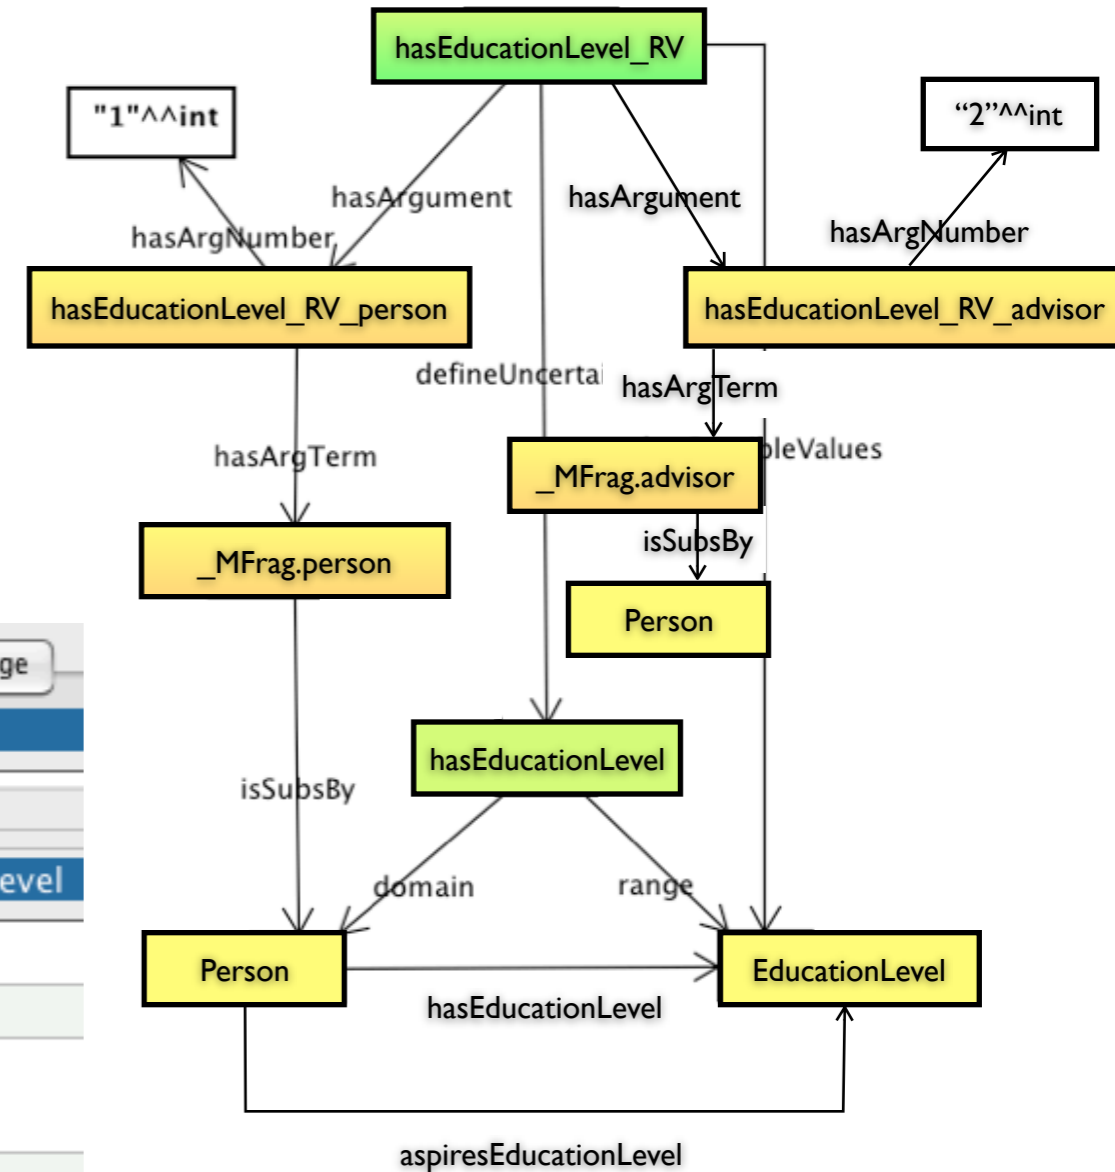 hasEducationLevel_RV
"1"^^int
“2”^^int
hasArgument
hasArgument
hasArgNumber
hasArgNumber
hasEducationLevel_RV_person
hasEducationLevel_RV_advisor
defineUncertai
hasArgTerm
hasArgTerm
bleValues
_MFrag.advisor
isSubsBy
_MFrag.person
Person
ge
hasEducationLevel
isSubsBy
evel
domain
range
Person
EducationLevel
hasEducationLevel
aspiresEducationLevel